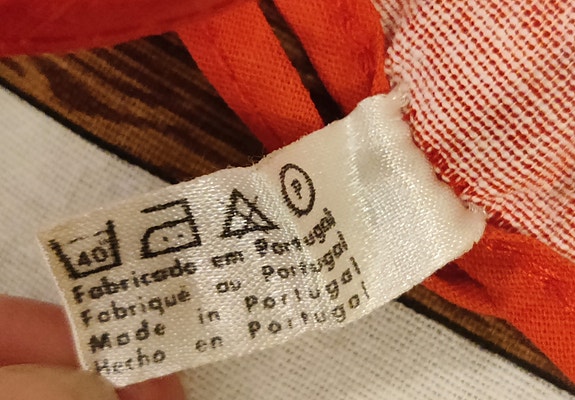 40 P
Fabricado em Portugal
Fabrique au Portugal
Made in Portugal
Hecho en Portugal